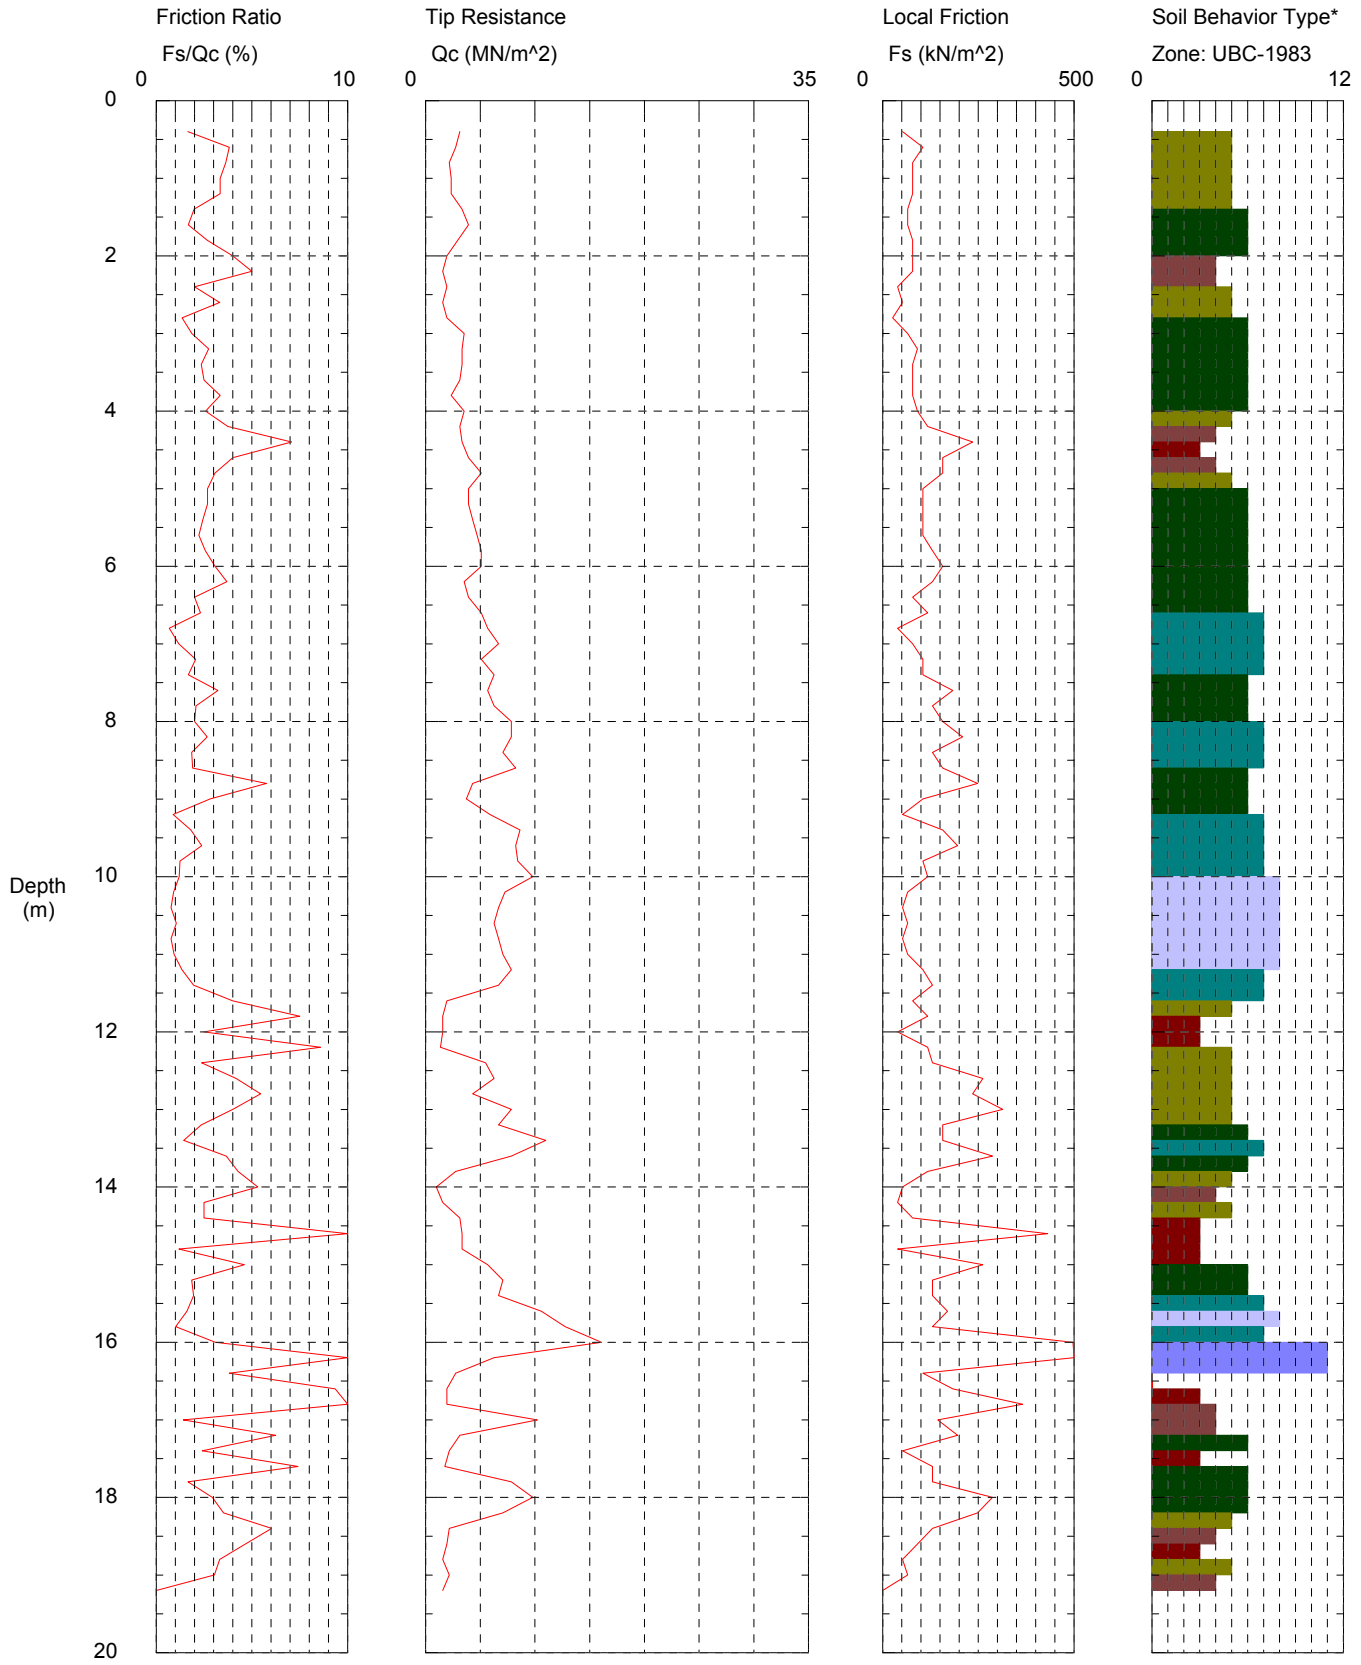 Friction Ratio Tip Resistance Local Friction Soil Behavior Type*
Fs/Qc (%) Qc (MN/m^2) Fs (kN/m^2) Zone: UBC-1983
0 10 0 35 0 500 0 12
0
2
4
6
8
10
Depth
(m)
12
14
16
18
20